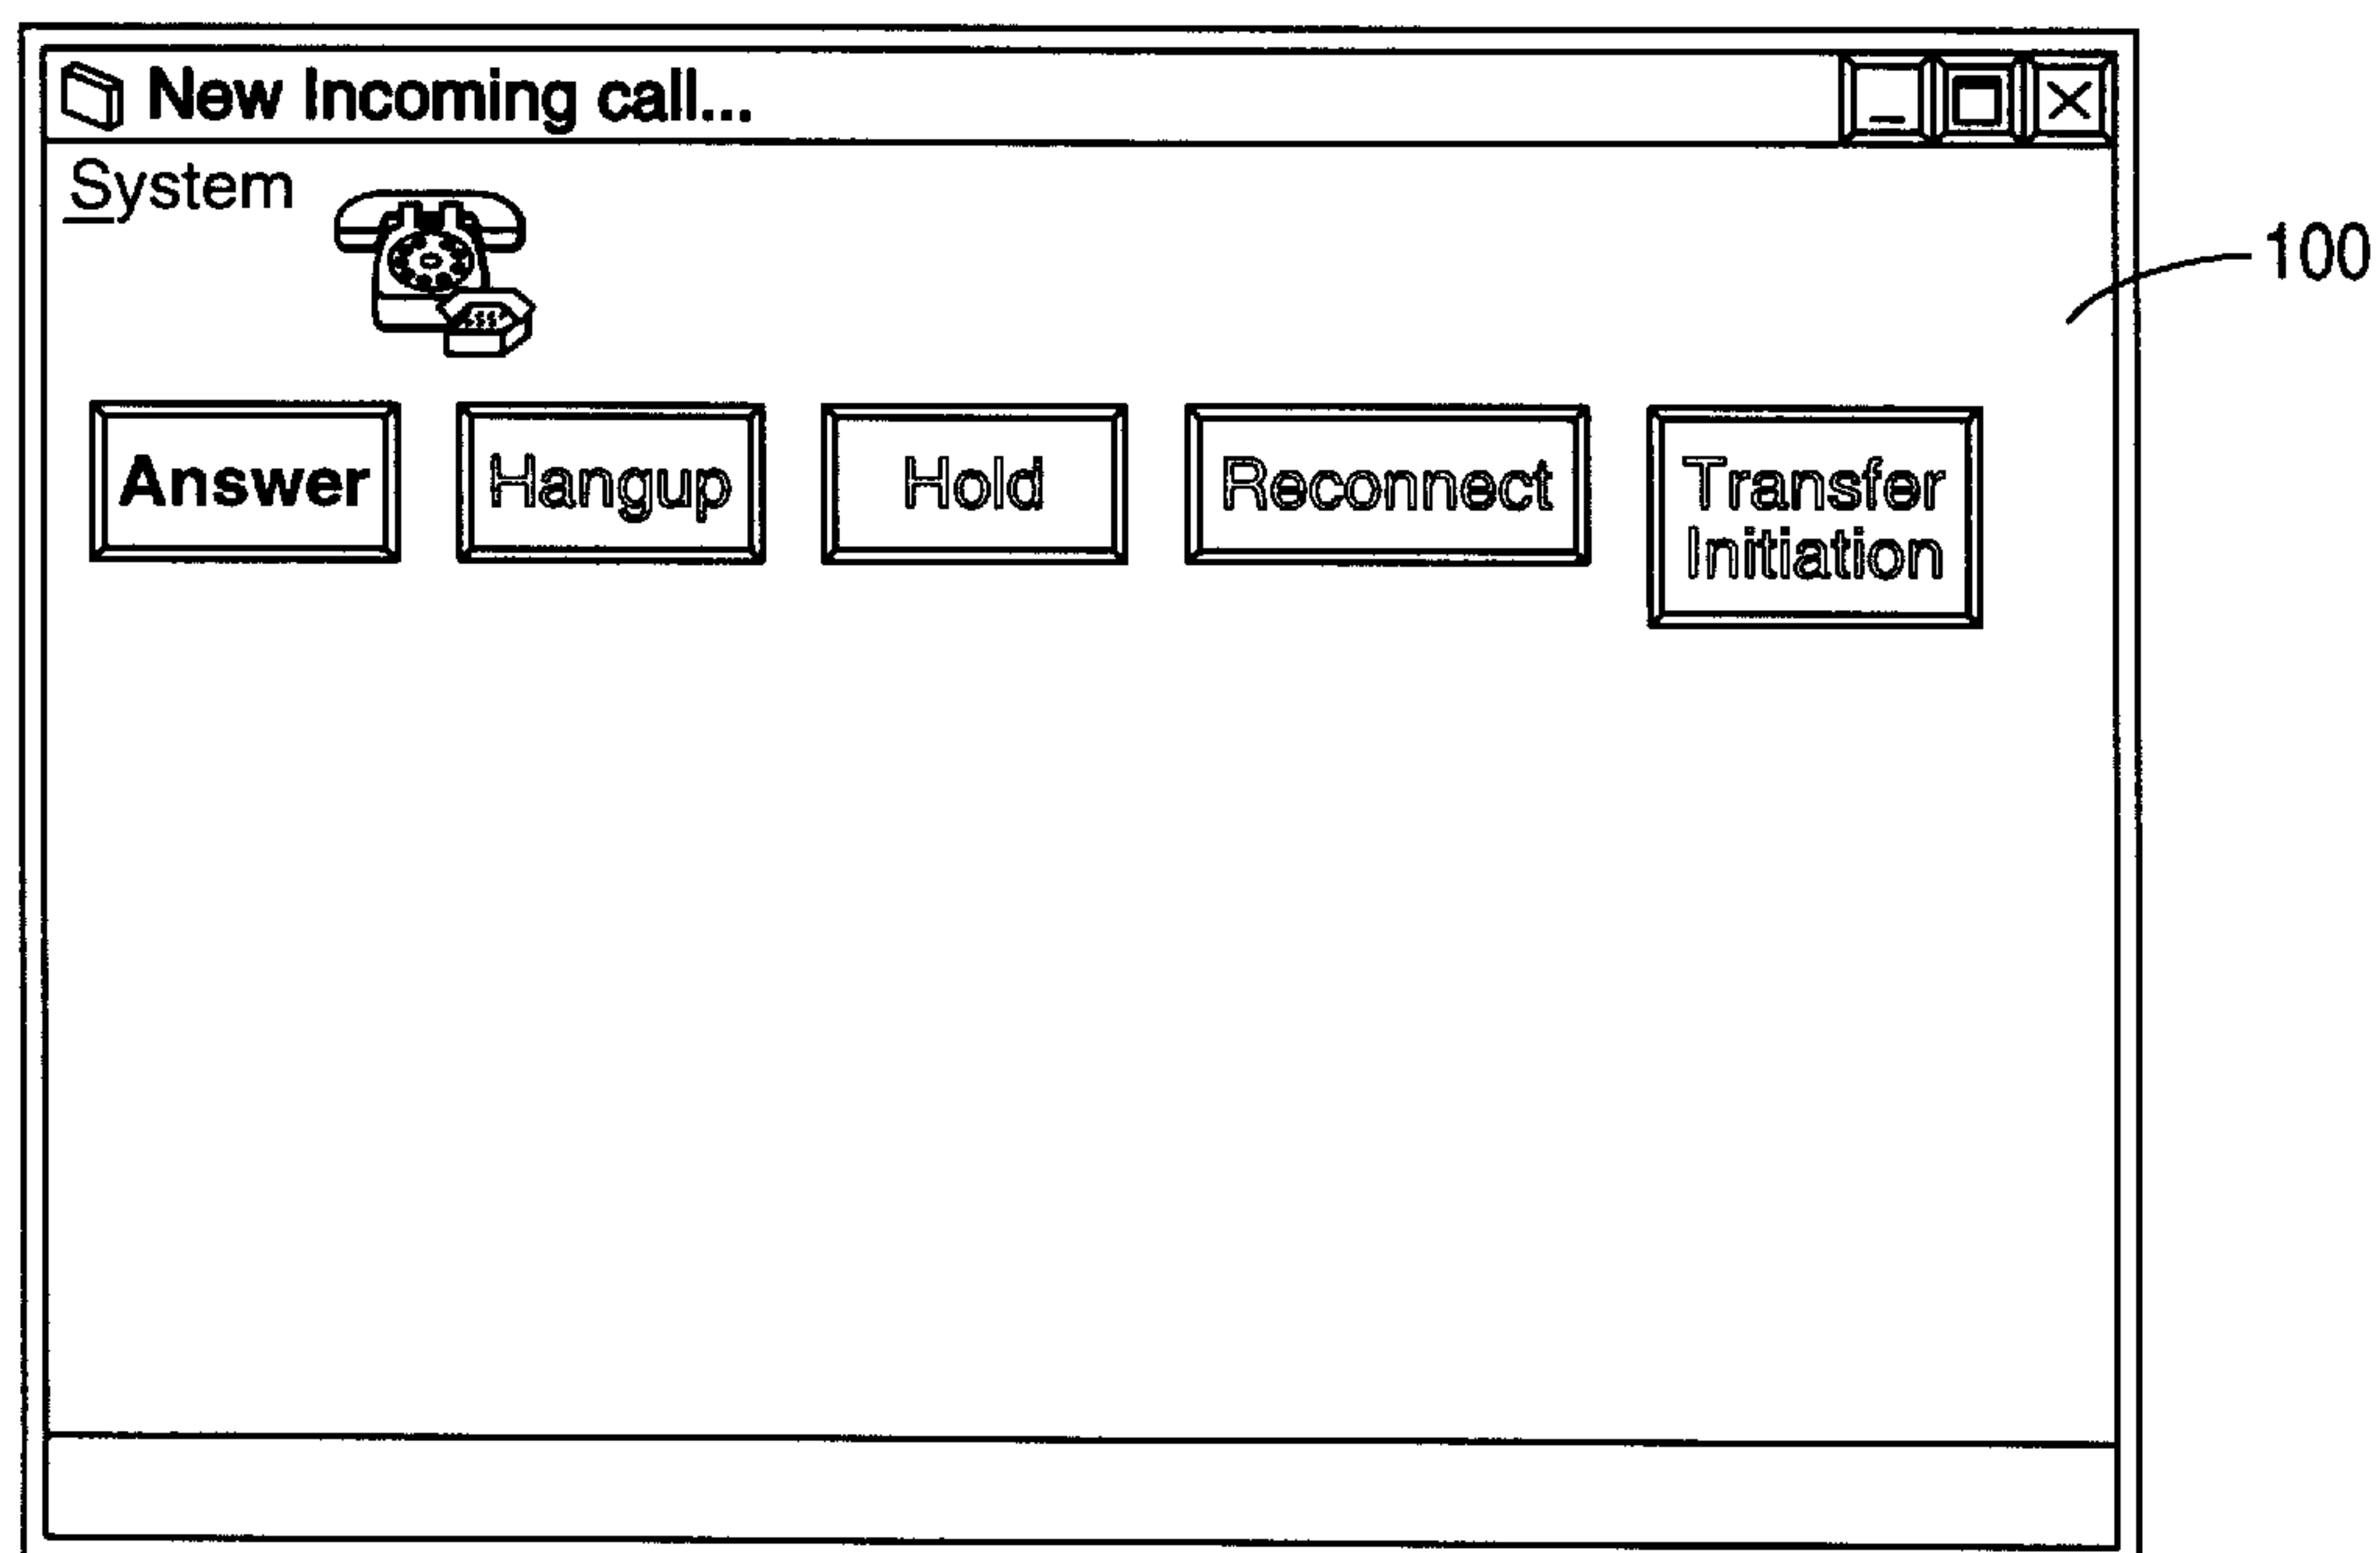 New Incoming call...
System
100
Answer
Hangup
Hold
Reconnect
Transfer
Initiation